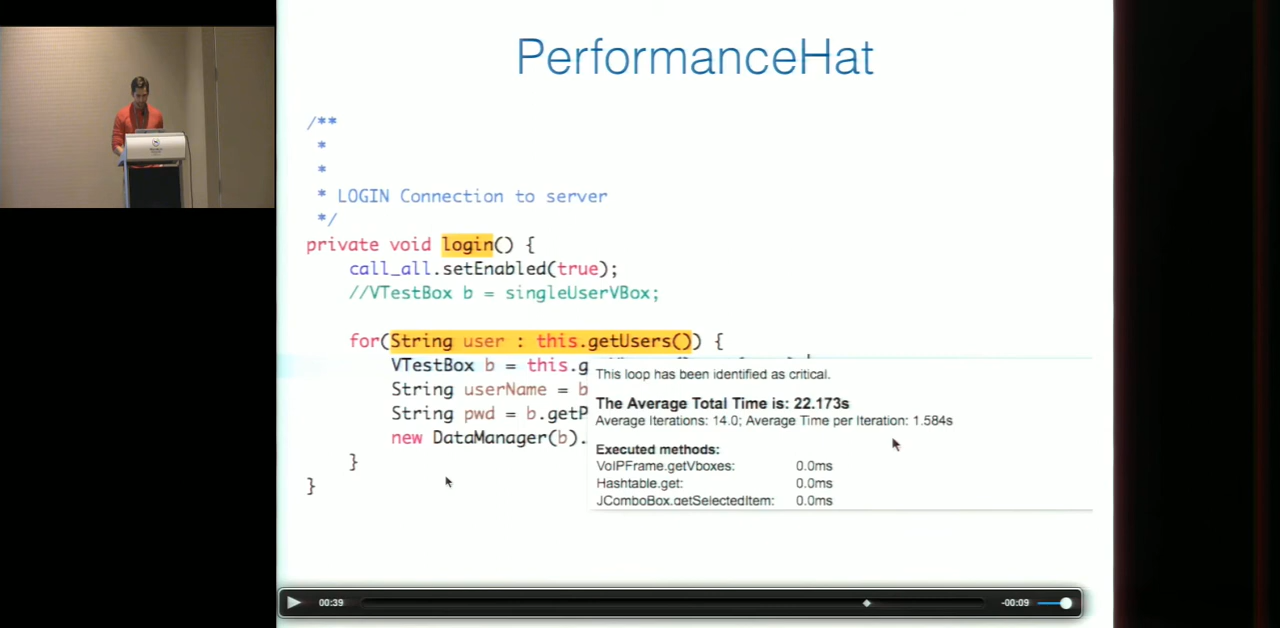 PerformanceHat
/**
*
*
* LOGIN Connection to server
*/
private void login() {
call_all.setEnabled(true);
//VTestBox b = singleUserVBox;
for(String user : this.getUsers()) {
VTestBox b = this.g
String userName = b
String pwd = b.getP
new DataManager(b).
}
}
This loop has been identified as critical.
The Average Total Time is: 22.173s
Average Iterations: 14.0; Average Time per Iteration: 1.584s
Executed methods:
VoIPFrame.getVboxes: 0.0ms
Hashtable.get: 0.0ms
JComboBox.getSelectedItem: 0.0ms
00:39
-00:09